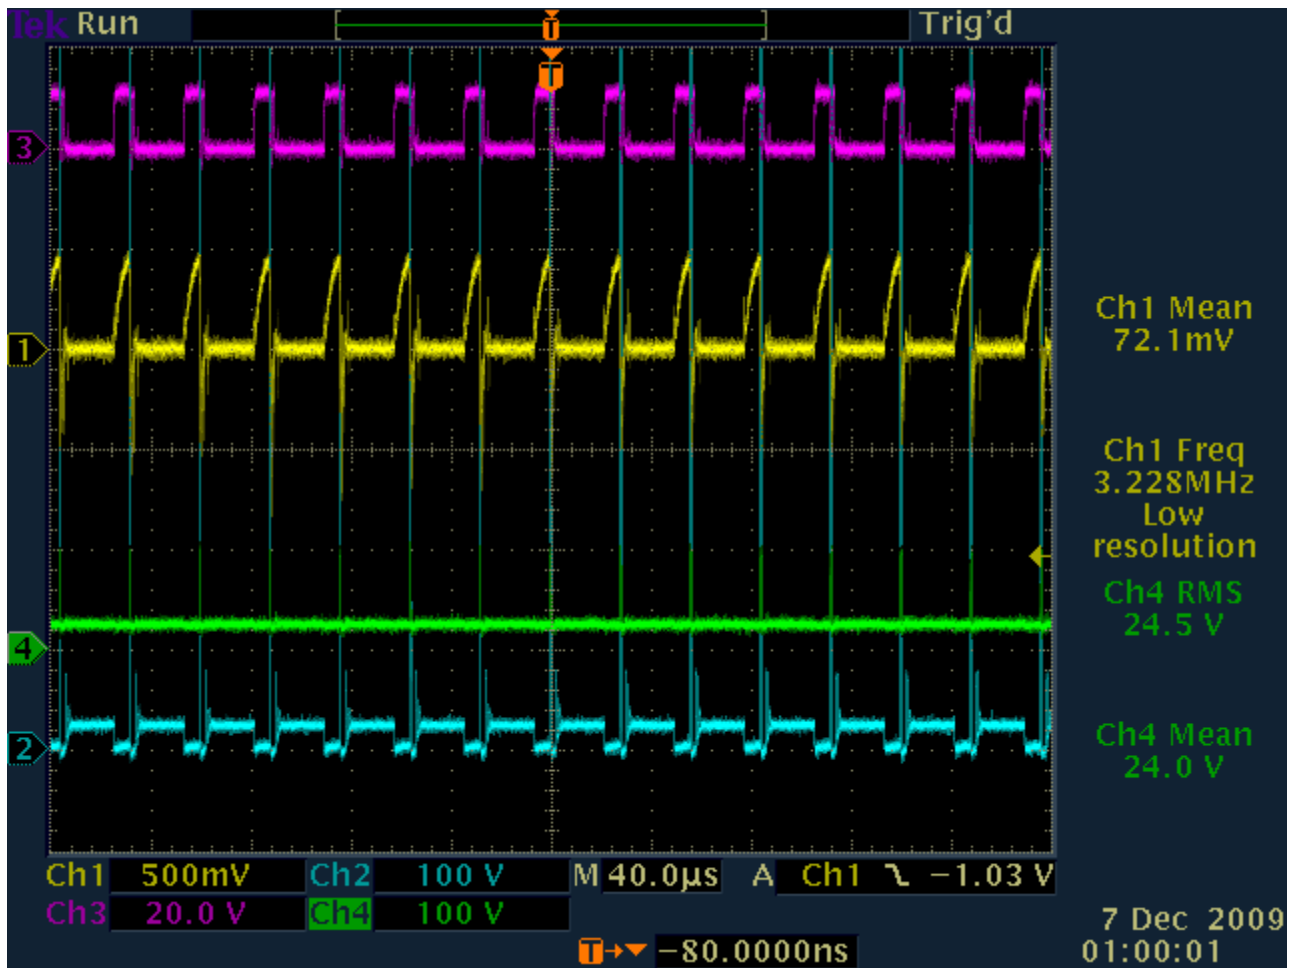 Tek Run Trig'd
T
T
3
1
Ch1 Mean
72.1mV
Ch1 Freq
3.228MHz
Low
resolution
Ch4 RMS
24.5 V
4
Ch4 Mean
24.0 V
2
Ch1 500mV Ch2 100 V M 40.0µs A Ch1 −1.03 V
Ch3 20.0 V Ch4 100 V
7 Dec 2009
T −80.0000ns 01:00:01